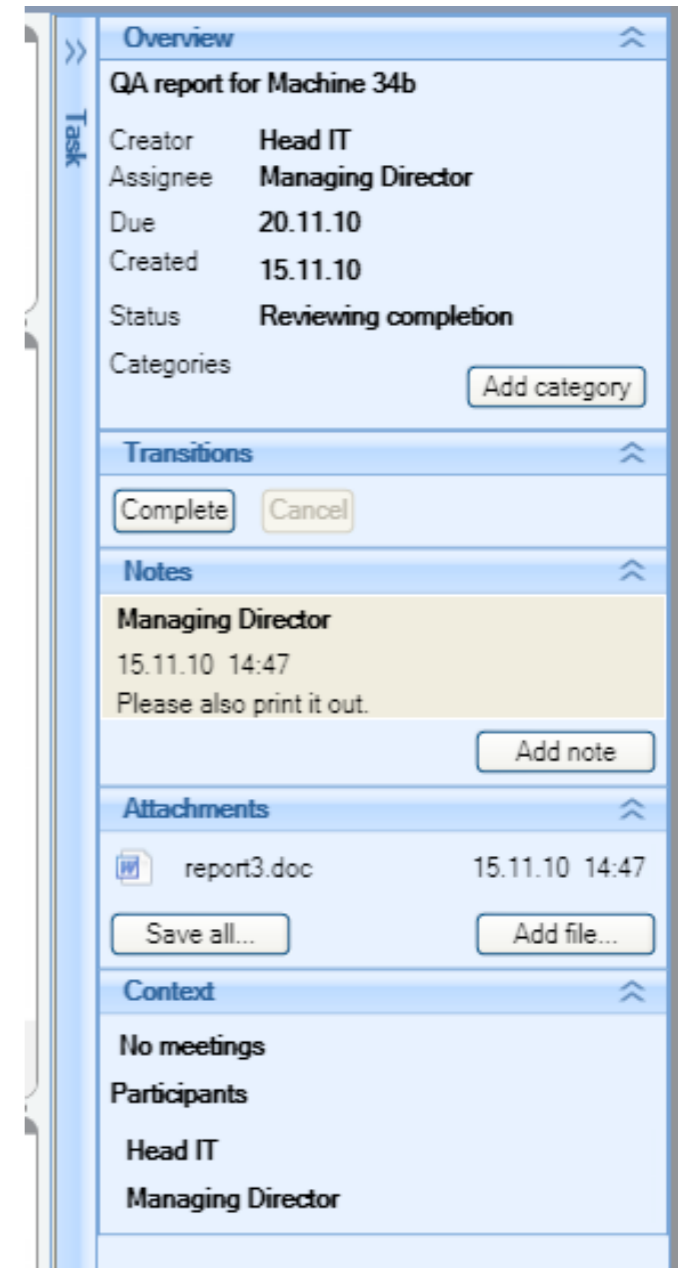 Task
Overview
QA report for Machine 34b
Creator Head IT
Assignee Managing Director
Due 20.11.10
Created 15.11.10
Status Reviewing completion
Categories
Add category
Transitions
Complete Cancel
Notes
Managing Director
15.11.10 14:47
Please also print it out.
Add note
Attachments
report3.doc 15.11.10 14:47
Save all... Add file...
Context
No meetings
Participants
Head IT
Managing Director